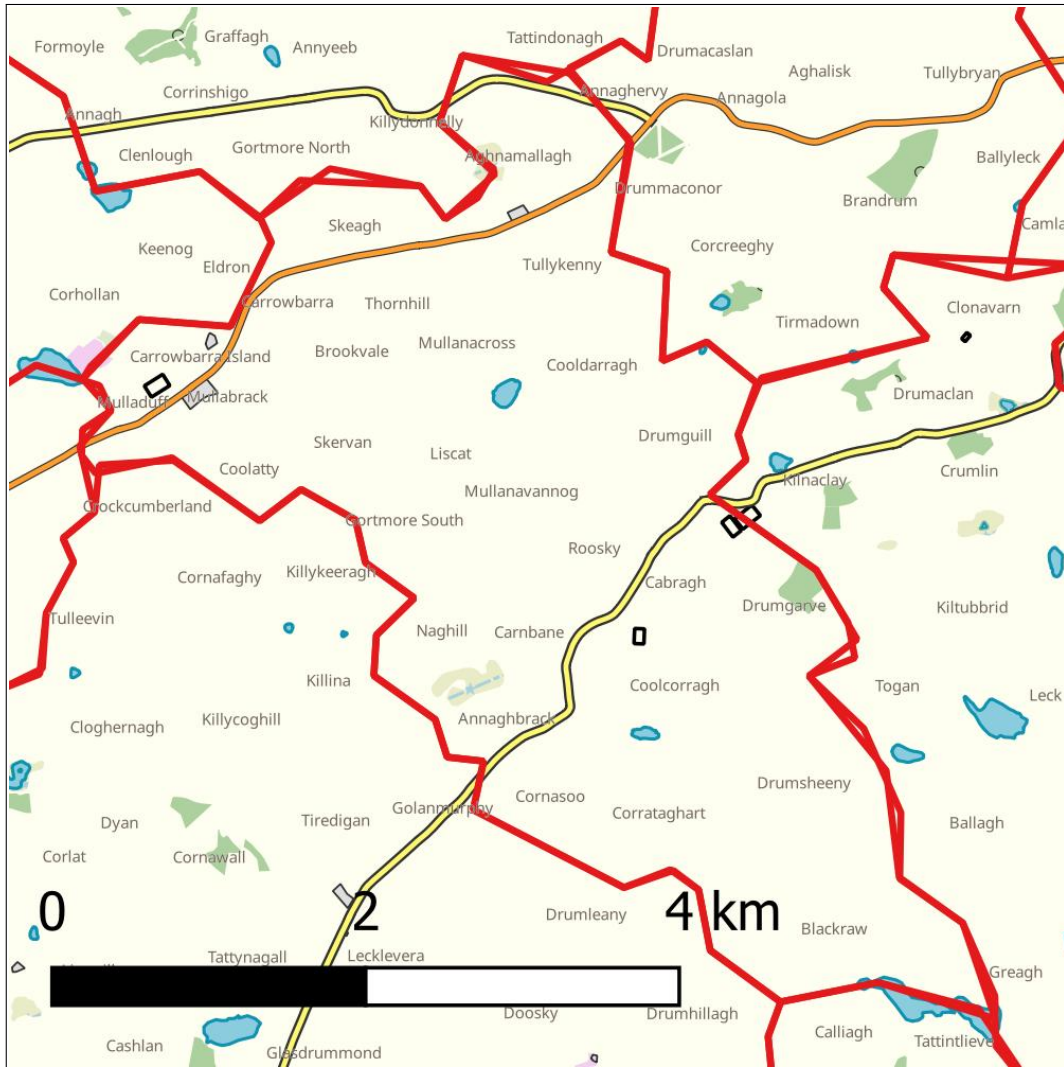 Graffagh
Tattindonagh
Formoyle
Annyeeb
Drumacaslan
Aghalisk
Tullybryan
Corrinshigo
Annaghervy
Annagola
Annagh
Killydonnelly
Clenlough
Gortmore North
Aghnamallagh
Ballyleck
Drummaconor
Brandrum
Skeagh
Camla
Keenog
Corcreeghy
Eldron
Tullykenny
Corhollan
Carrowbarra
Thornhill
Clonavarn
Tirmadown
Carrowbarra Island
Brookvale
Mullanacross
Cooldarragh
Mulladuff
Mullabrack
Drumaclan
Skervan
Drumguill
Liscat
Coolatty
Crumlin
Mullanavannog
Kilnaclay
Crockcumberland
Gortmore South
Roosky
Cornafaghy
Killykeeragh
Cabragh
Drumgarve
Kiltubbrid
Tulleevin
Naghill
Carnbane
Killina
Coolcorragh
Togan
Leck
Cloghernagh
Killycoghill
Annaghbrack
Drumsheeny
Cornasoo
Golanmurphy
Corrataghart
Dyan
Tiredigan
Ballagh
Corlat
Cornawall
0 2 4 km
Drumleany
Blackraw
Tattynagall
Lecklevera
Greagh
Doosky
Drumhillagh
Calliagh
Tattintlieve
Cashlan
Glasdrummond